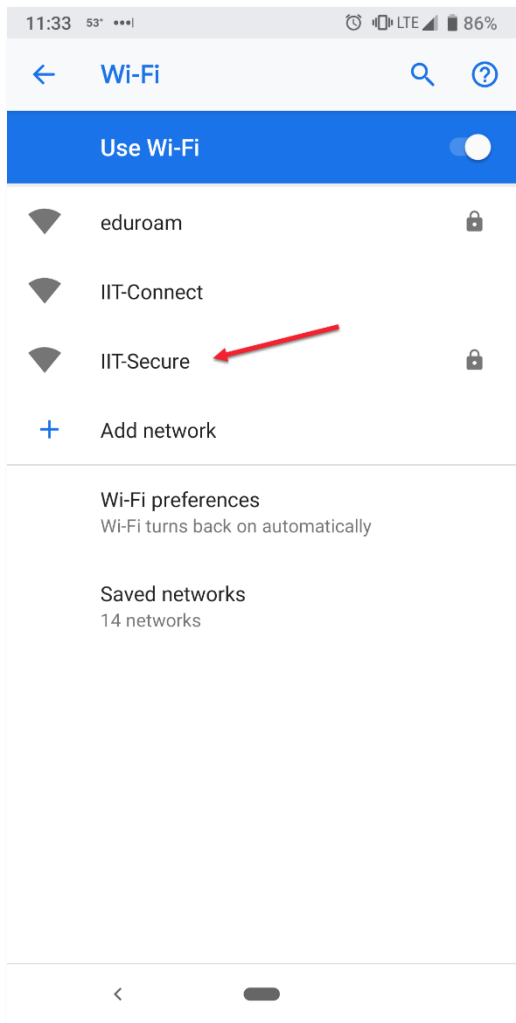 11:33 53° LTE 86%
Wi-Fi
Use Wi-Fi
eduroam
IIT-Connect
IIT-Secure
Add network
Wi-Fi preferences
Wi-Fi turns back on automatically
Saved networks
14 networks